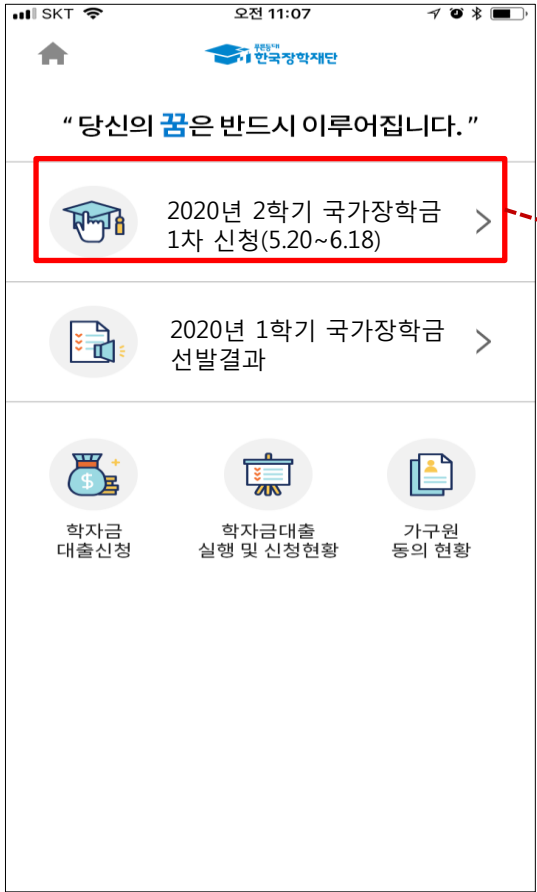 SKT 오전 11:07
푸른등대
한국장학재단
“ 당신의 꿈은 반드시 이루어집니다. ”
2020년 2학기 국가장학금
1차 신청(5.20~6.18)
2020년 1학기 국가장학금
선발결과
학자금
대출신청
학자금대출
실행 및 신청현황
가구원
동의 현황